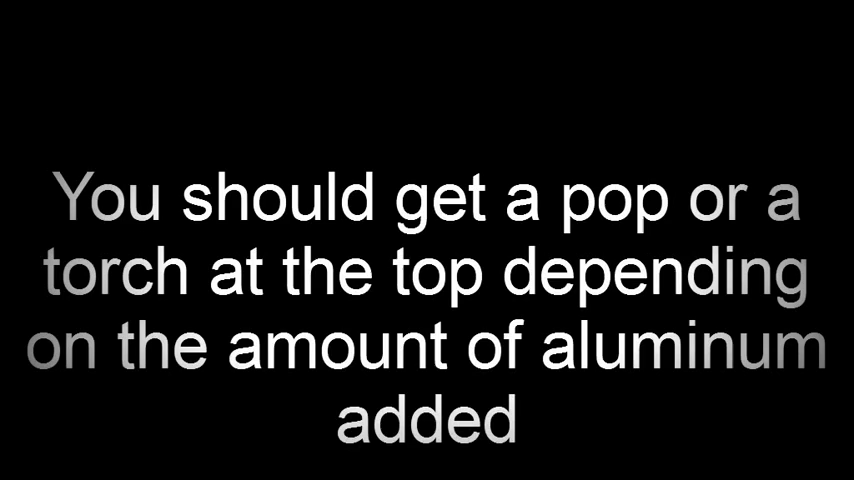 You should get a pop or a
torch at the top depending
on the amount of aluminum
added